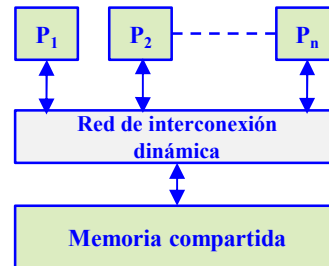 P1 P2 Pn
Red de interconexión
dinámica
Memoria compartida